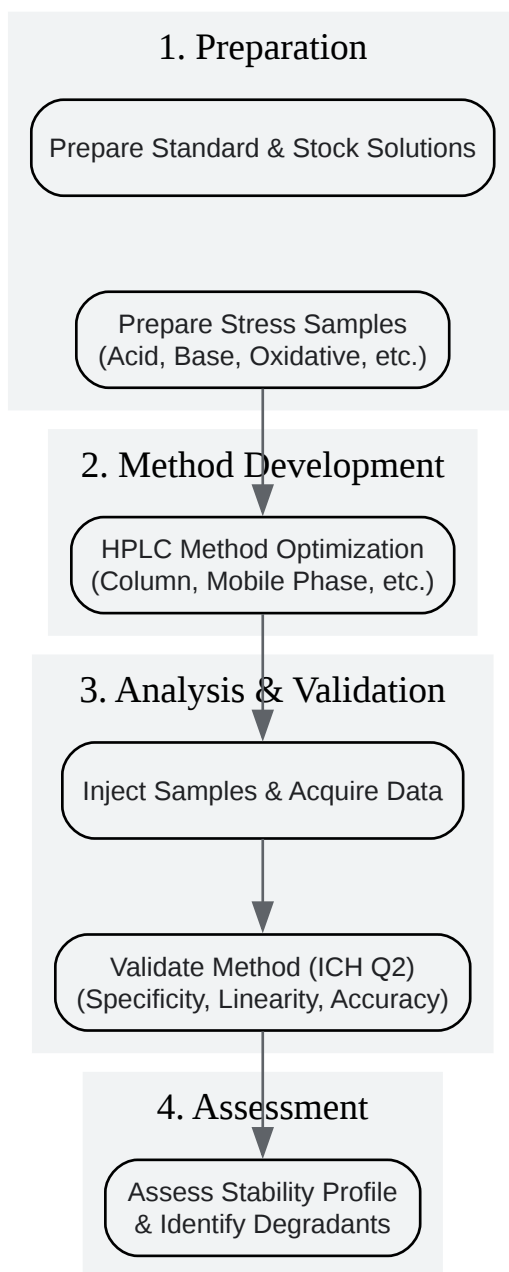 1. Preparation
Prepare Standard & Stock Solutions
Prepare Stress Samples
(Acid, Base, Oxidative, etc.)
2. Method Development
HPLC Method Optimization
(Column, Mobile Phase, etc.)
3. Analysis & Validation
Inject Samples & Acquire Data
Validate Method (ICH Q2)
(Specificity, Linearity, Accuracy)
4. Assessment
Assess Stability Profile
& Identify Degradants